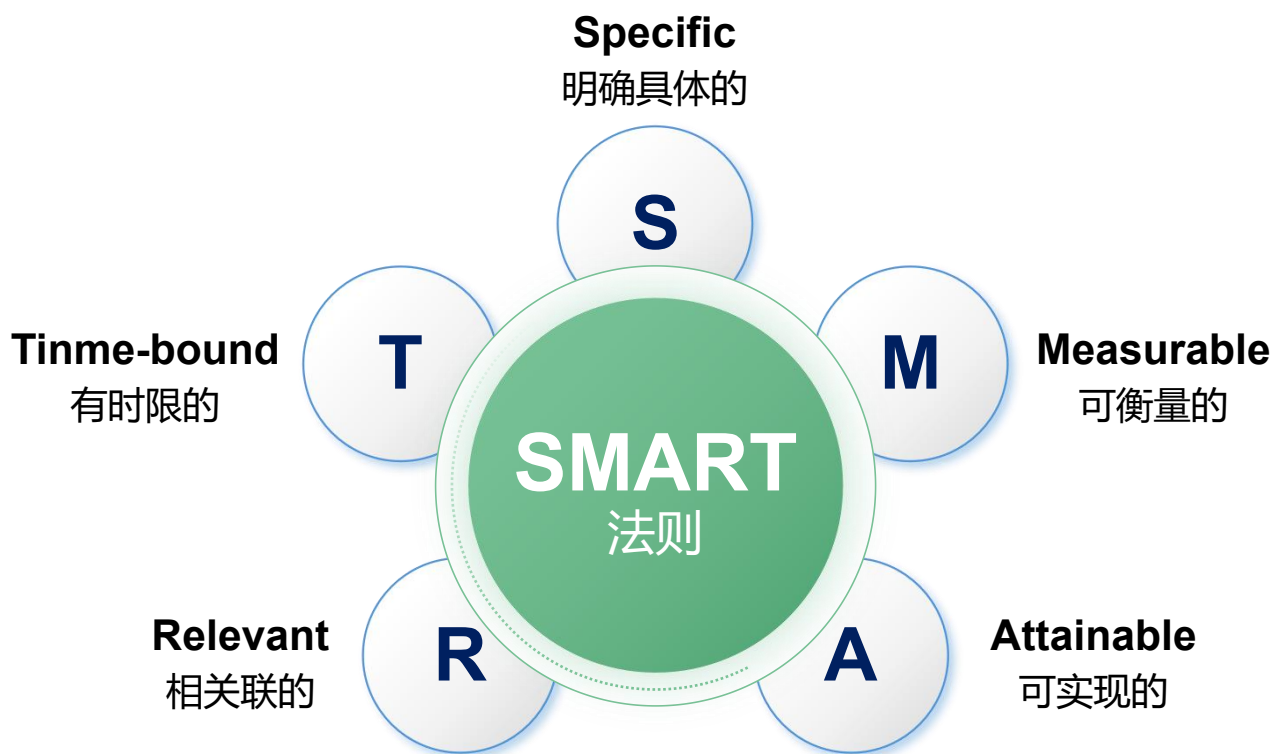 Specific
明确具体的
S
Tinme-bound
有时限的
T
M
Measurable
可衡量的
SMART
法则
Relevant
相关联的
R
A
Attainable
可实现的